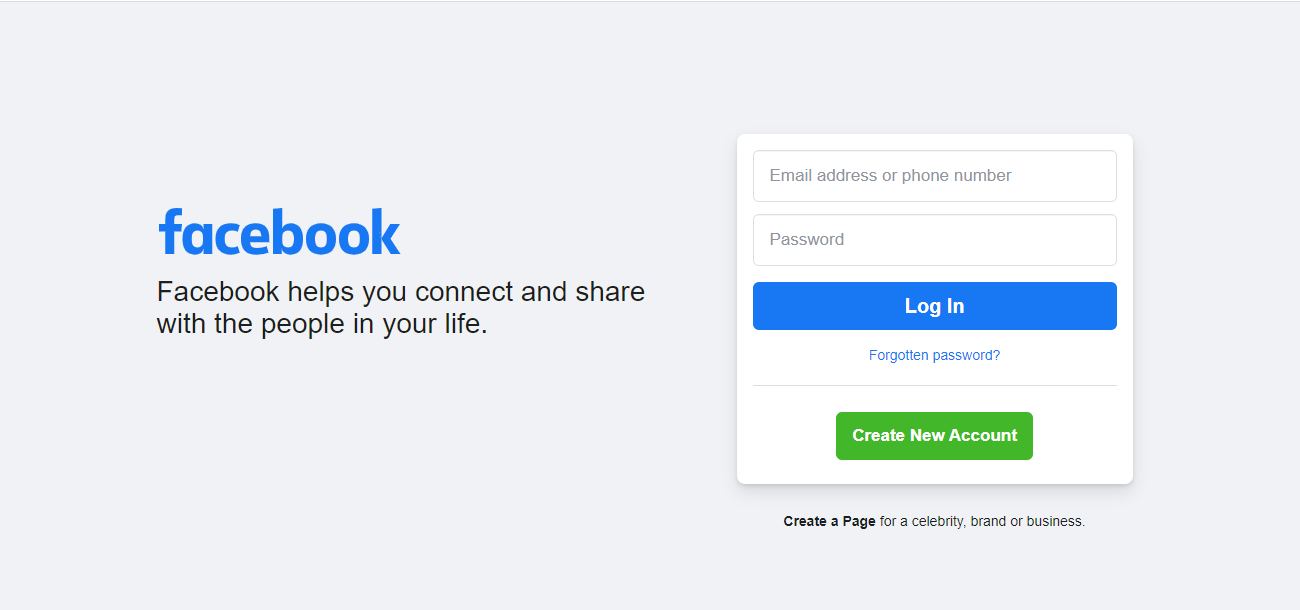 facebook
Facebook helps you connect and share
with the people in your life.
Email address or phone number
Password
Log In
Forgotten password?
Create New Account
Create a Page for a celebrity, brand or business.